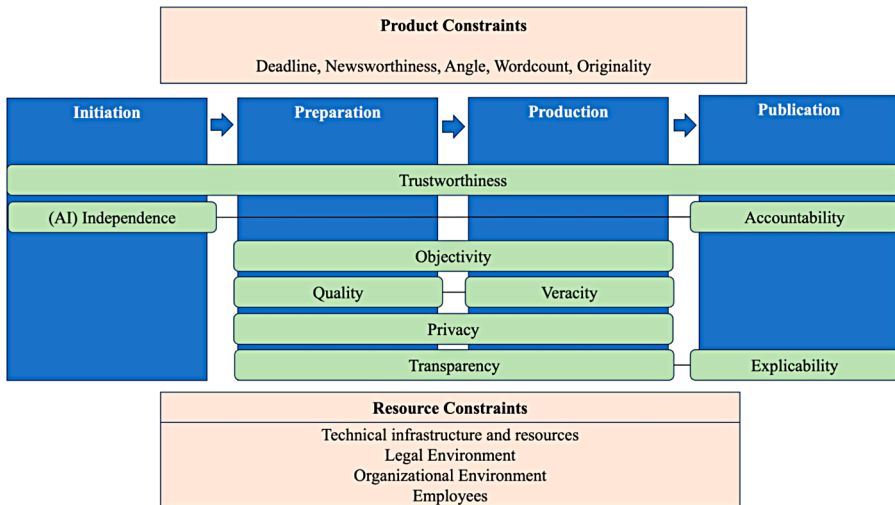 Product Constraints
Deadline, Newsworthiness, Angle, Wordcount, Originality
Initiation
Preparation
Production
Publication
Trustworthiness
(AI) Independence
Accountability
Objectivity
Quality
Veracity
Privacy
Transparency
Explicability
Resource Constraints
Technical infrastructure and resources
Legal Environment
Organizational Environment
Employees